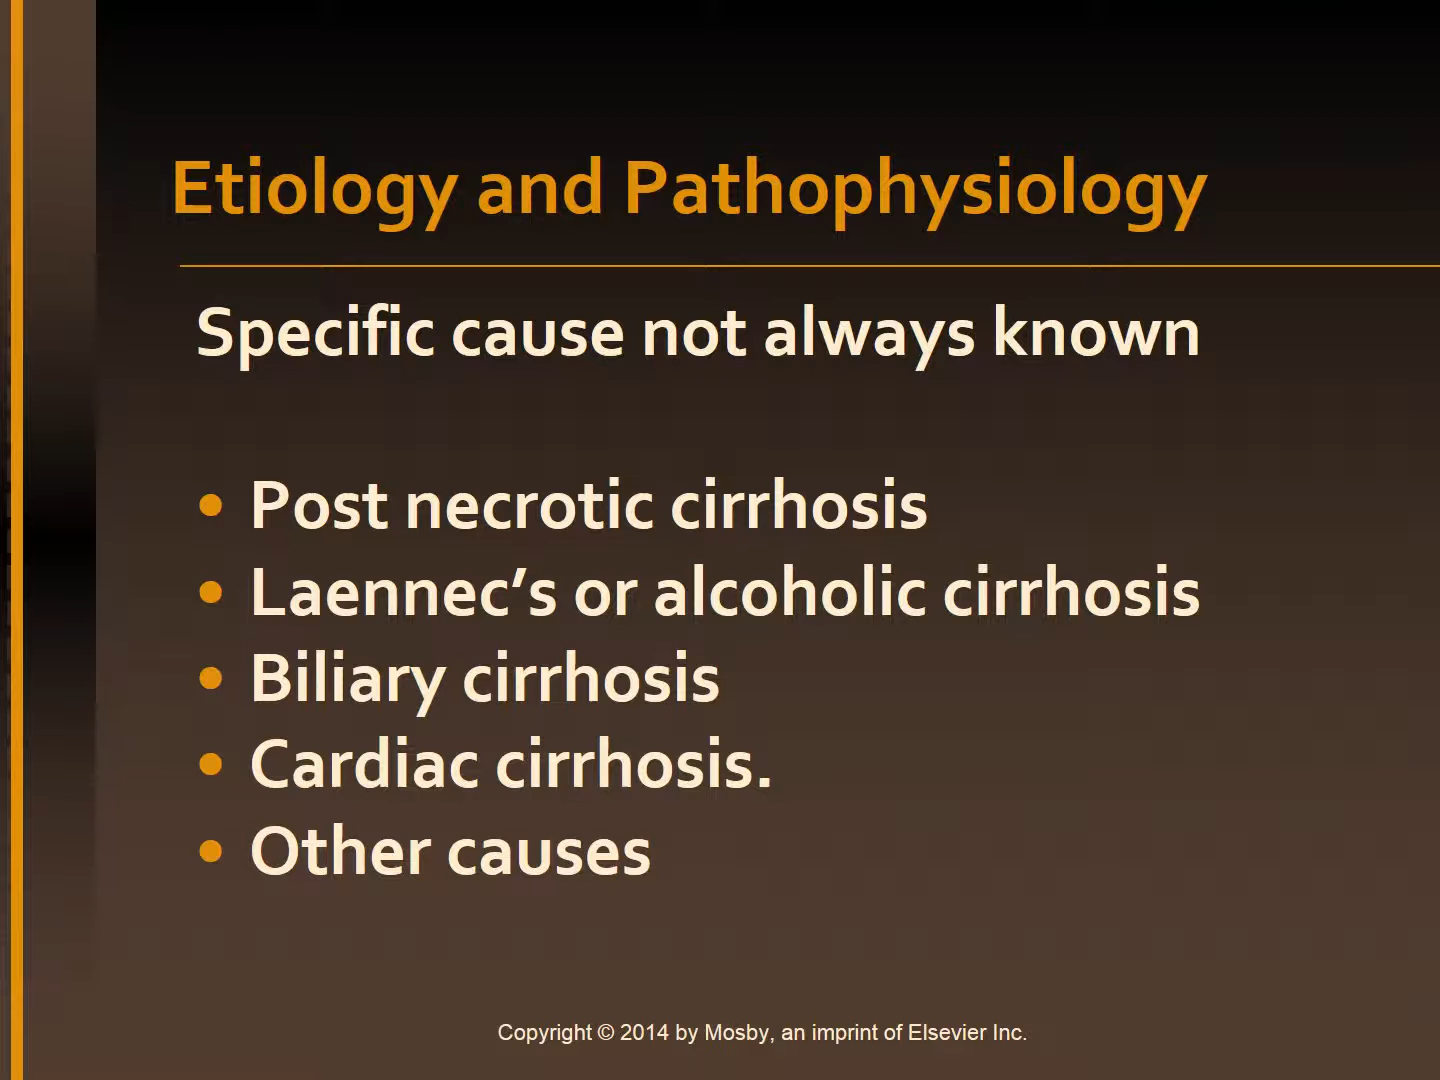 Etiology and Pathophysiology
Specific cause not always known
• Post necrotic cirrhosis
• Laennec’s or alcoholic cirrhosis
• Biliary cirrhosis
• Cardiac cirrhosis.
• Other causes
Copyright © 2014 by Mosby, an imprint of Elsevier Inc.